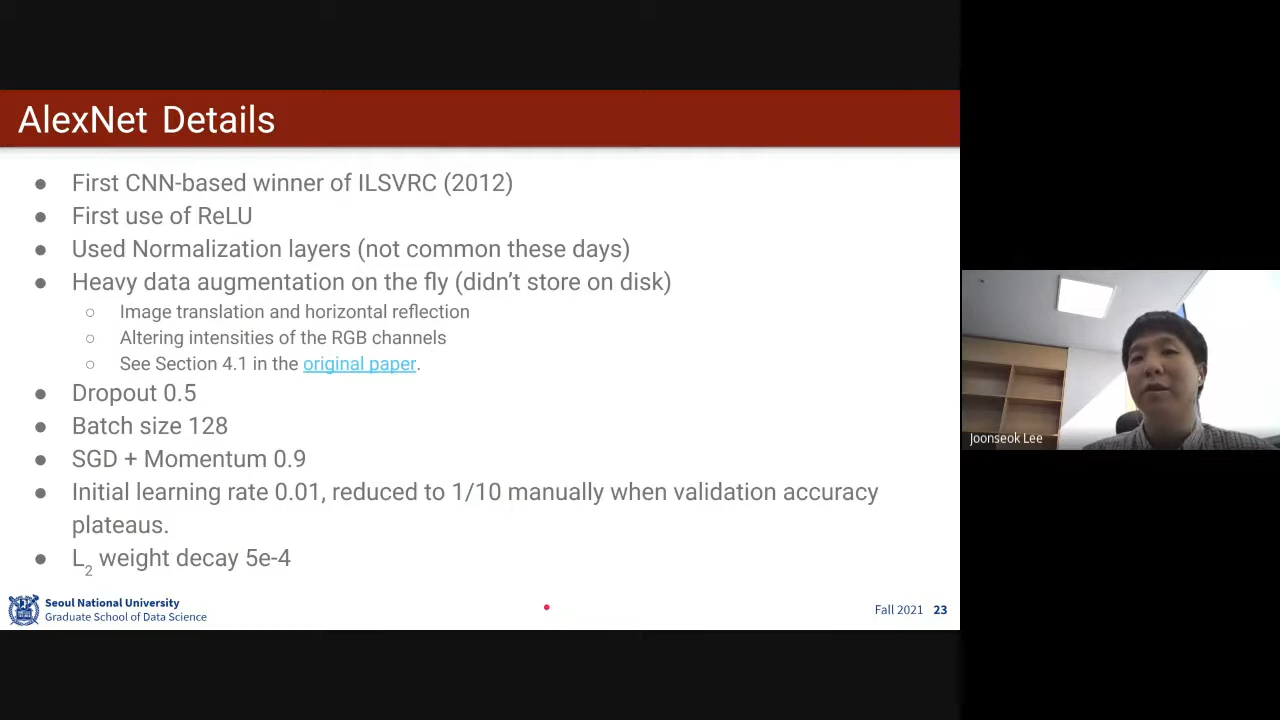 AlexNet Details
● First CNN-based winner of ILSVRC (2012)
● First use of ReLU
● Used Normalization layers (not common these days)
● Heavy data augmentation on the fly (didn't store on disk)
○ Image translation and horizontal reflection
○ Altering intensities of the RGB channels
○ See Section 4.1 in the original paper.
● Dropout 0.5
● Batch size 128
● SGD + Momentum 0.9
● Initial learning rate 0.01, reduced to 1/10 manually when validation accuracy
plateaus.
● L2 weight decay 5e-4
Seoul National University
Graduate School of Data Science
Fall 2021 23
Joonseok Lee